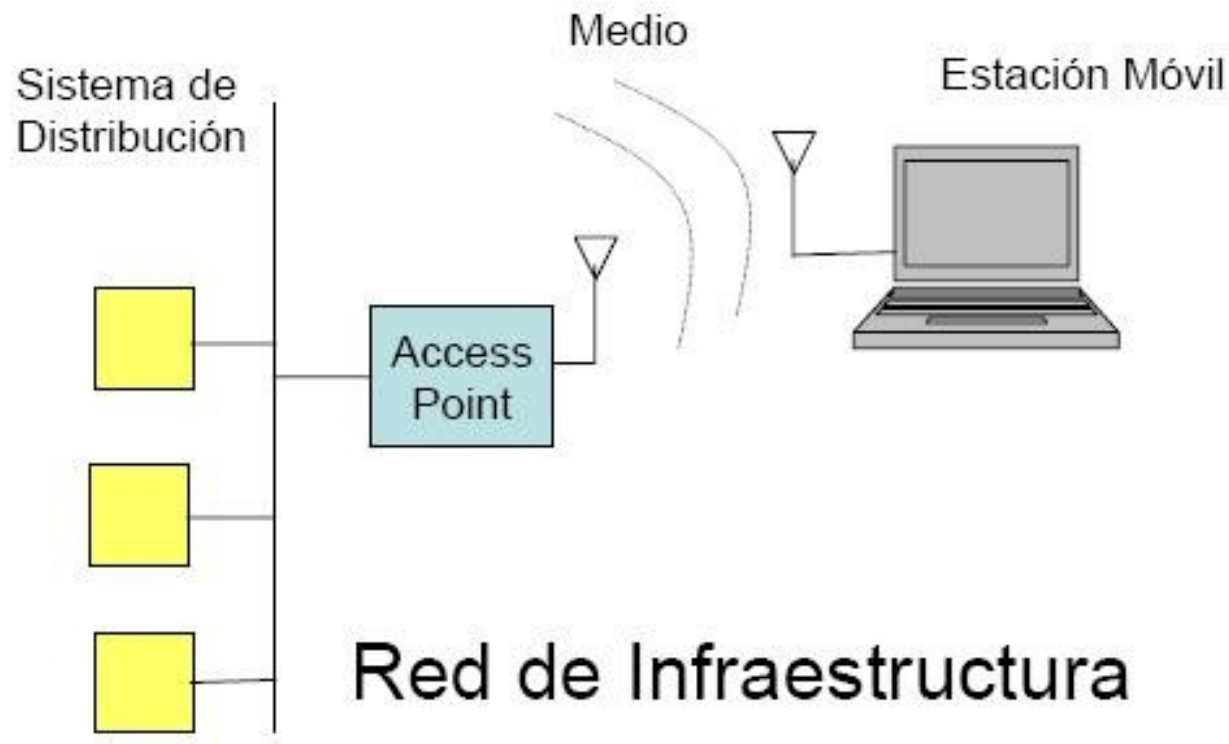 Medio
Sistema de
Distribución
Estación Móvil
Access
Point
Red de Infraestructura